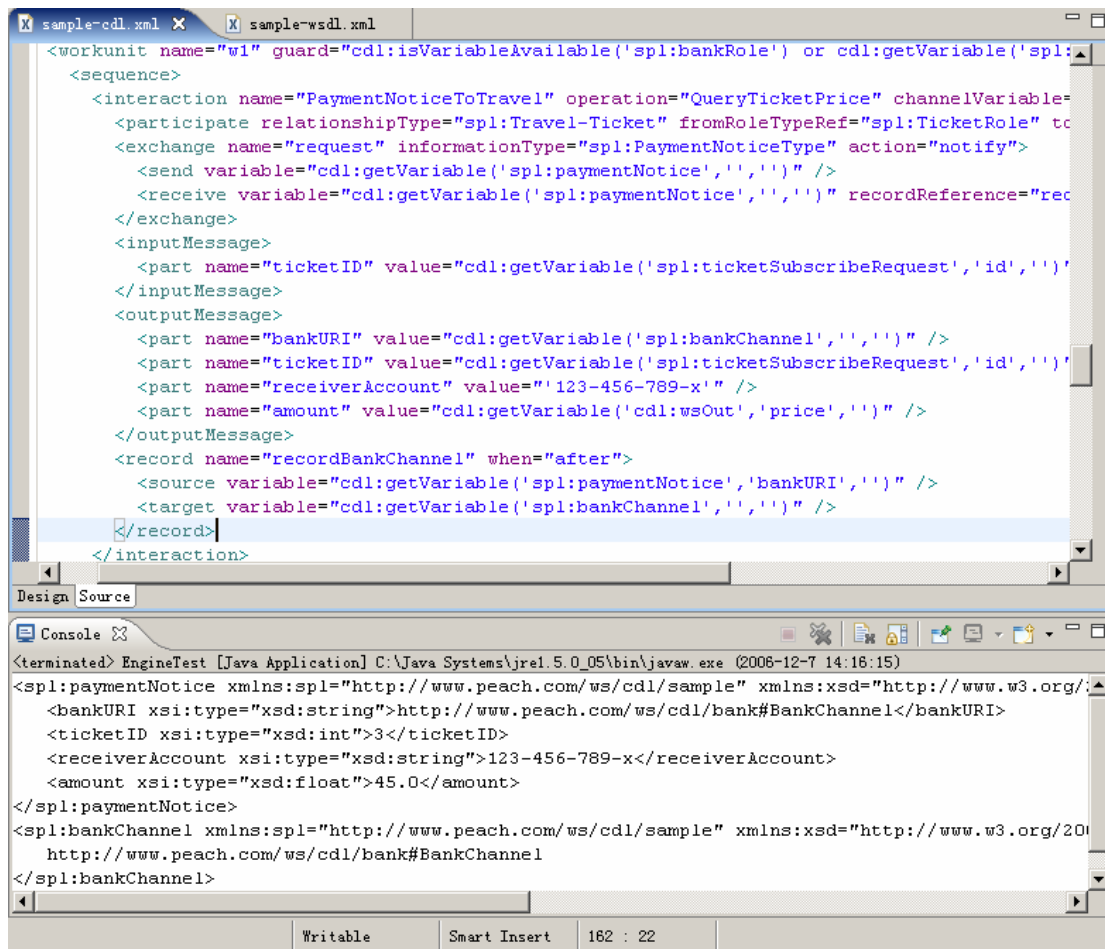 sample-cdl.xml sample-wsdl.xml
<workunit name="w1" guard="cdl:isVariableAvailable('spl:bankRole') or cdl:getVariable('spl:
<sequence>
<interaction name="PaymentNoticeToTravel" operation="QueryTicketPrice" channelVariable=
<participate relationshipType="spl:Travel-Ticket" fromRoleTypeRef="spl:TicketRole" to
<exchange name="request" informationType="spl:PaymentNoticeType" action="notify">
<send variable="cdl:getVariable('spl:paymentNotice','','')" />
<receive variable="cdl:getVariable('spl:paymentNotice','','')" recordReference="rec
</exchange>
<inputMessage>
<part name="ticketID" value="cdl:getVariable('spl:ticketSubscribeRequest','id','')"
</inputMessage>
<outputMessage>
<part name="bankURI" value="cdl:getVariable('spl:bankChannel','','')" />
<part name="ticketID" value="cdl:getVariable('spl:ticketSubscribeRequest','id','')"
<part name="receiverAccount" value="'123-456-789-x'" />
<part name="amount" value="cdl:getVariable('cdl:wsOut','price','')" />
</outputMessage>
<record name="recordBankChannel" when="after">
<source variable="cdl:getVariable('spl:paymentNotice','bankURI','')" />
<target variable="cdl:getVariable('spl:bankChannel','','')" />
</record>
</interaction>
Design Source
Console
<terminated> EngineTest [Java Application] C:\Java Systems\jre1.5.0_05\bin\javaw.exe (2006-12-7 14:16:15)
<spl:paymentNotice xmlns:spl="http://www.peach.com/ws/cdl/sample" xmlns:xsd="http://www.w3.org/
<bankURI xsi:type="xsd:string">http://www.peach.com/ws/cdl/bank#BankChannel</bankURI>
<ticketID xsi:type="xsd:int">3</ticketID>
<receiverAccount xsi:type="xsd:string">123-456-789-x</receiverAccount>
<amount xsi:type="xsd:float">45.0</amount>
</spl:paymentNotice>
<spl:bankChannel xmlns:spl="http://www.peach.com/ws/cdl/sample" xmlns:xsd="http://www.w3.org/20
http://www.peach.com/ws/cdl/bank#BankChannel
</spl:bankChannel>
Writable Smart Insert 162 : 22